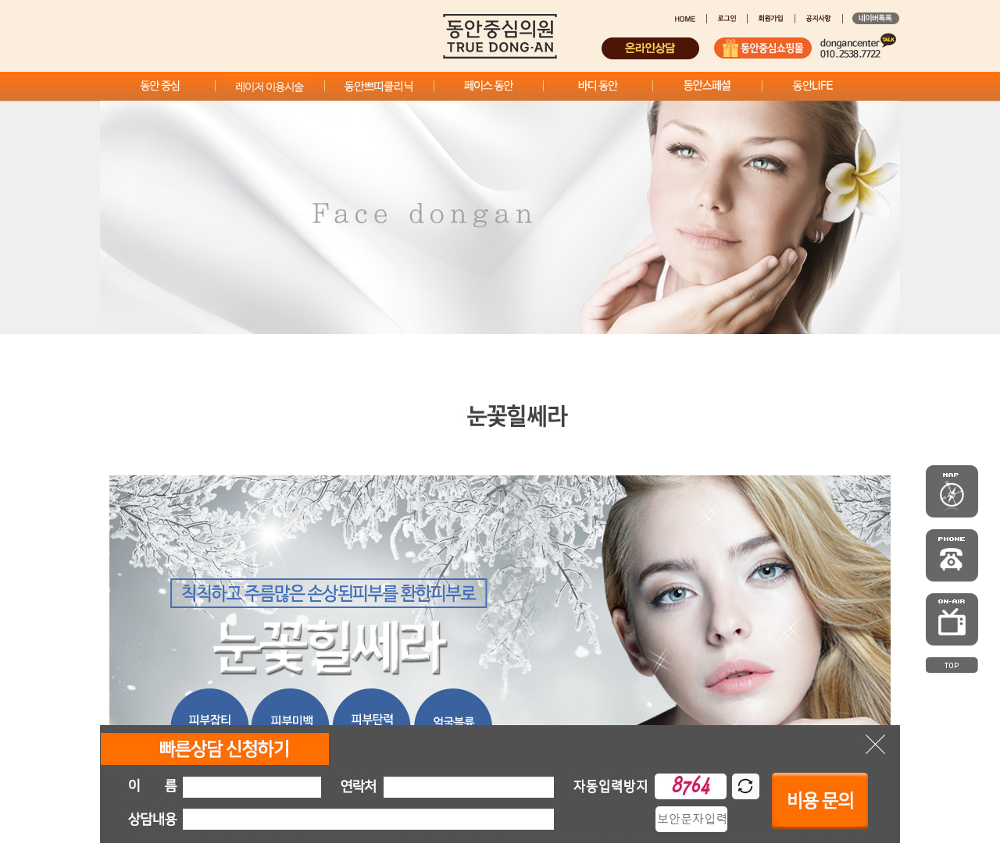 HOME
로그인
회원가입
공지사항
네이버톡톡
동안중심의원
TRUE DONG·AN
온라인상담
동안중심쇼핑몰
dongancenter
TALK
010.2538.7722
동안 중심
레이저 이용시술
동안쁘띠클리닉
페이스 동안
바디 동안
동안스페셜
동안LIFE
Face dongan
눈꽃힐쎄라
칙칙하고 주름많은 손상된피부를 환한피부로
눈꽃힐쎄라
피부잡티
피부미백
피부탄력
얼굴볼륨
MAP
PHONE
ON-AIR
TOP
빠른상담 신청하기
이 름
연락처
자동입력방지
8764
비용 문의
상담내용
보안문자입력